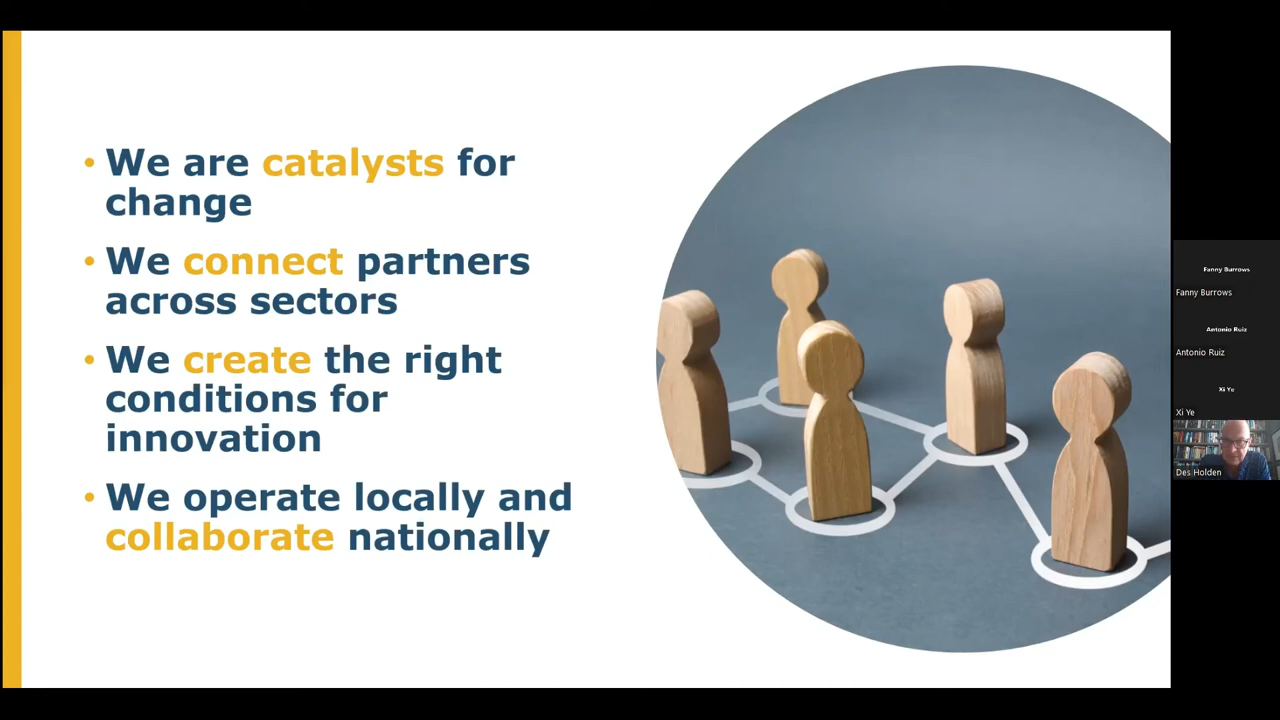 • We are catalysts for
change
• We connect partners
across sectors
• We create the right
conditions for
innovation
• We operate locally and
collaborate nationally
Fanny Burrows
Fanny Burrows
Antonio Ruiz
Antonio Ruiz
Xi Ye
Xi Ye
Des Holden